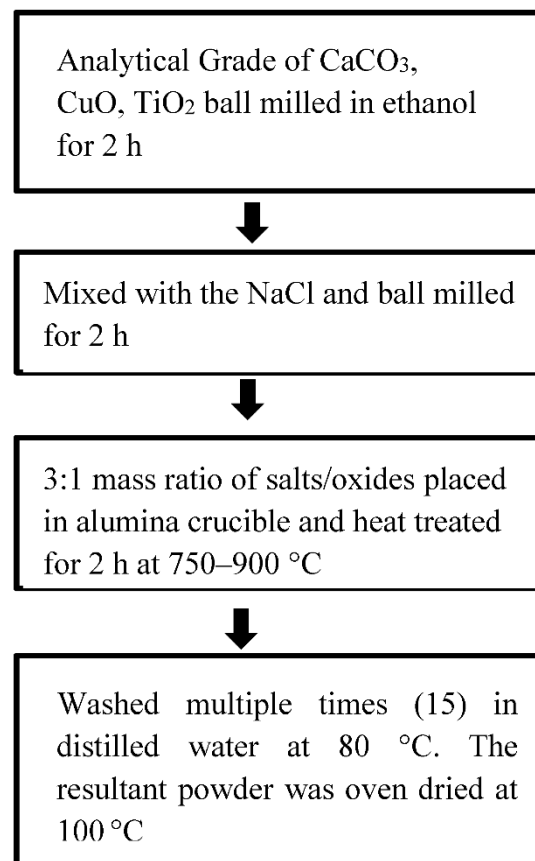 Analytical Grade of CaCO₃,
CuO, TiO₂ ball milled in ethanol
for 2 h
Mixed with the NaCl and ball milled
for 2 h
3:1 mass ratio of salts/oxides placed
in alumina crucible and heat treated
for 2 h at 750–900 °C
Washed multiple times (15) in
distilled water at 80 °C. The
resultant powder was oven dried at
100 °C